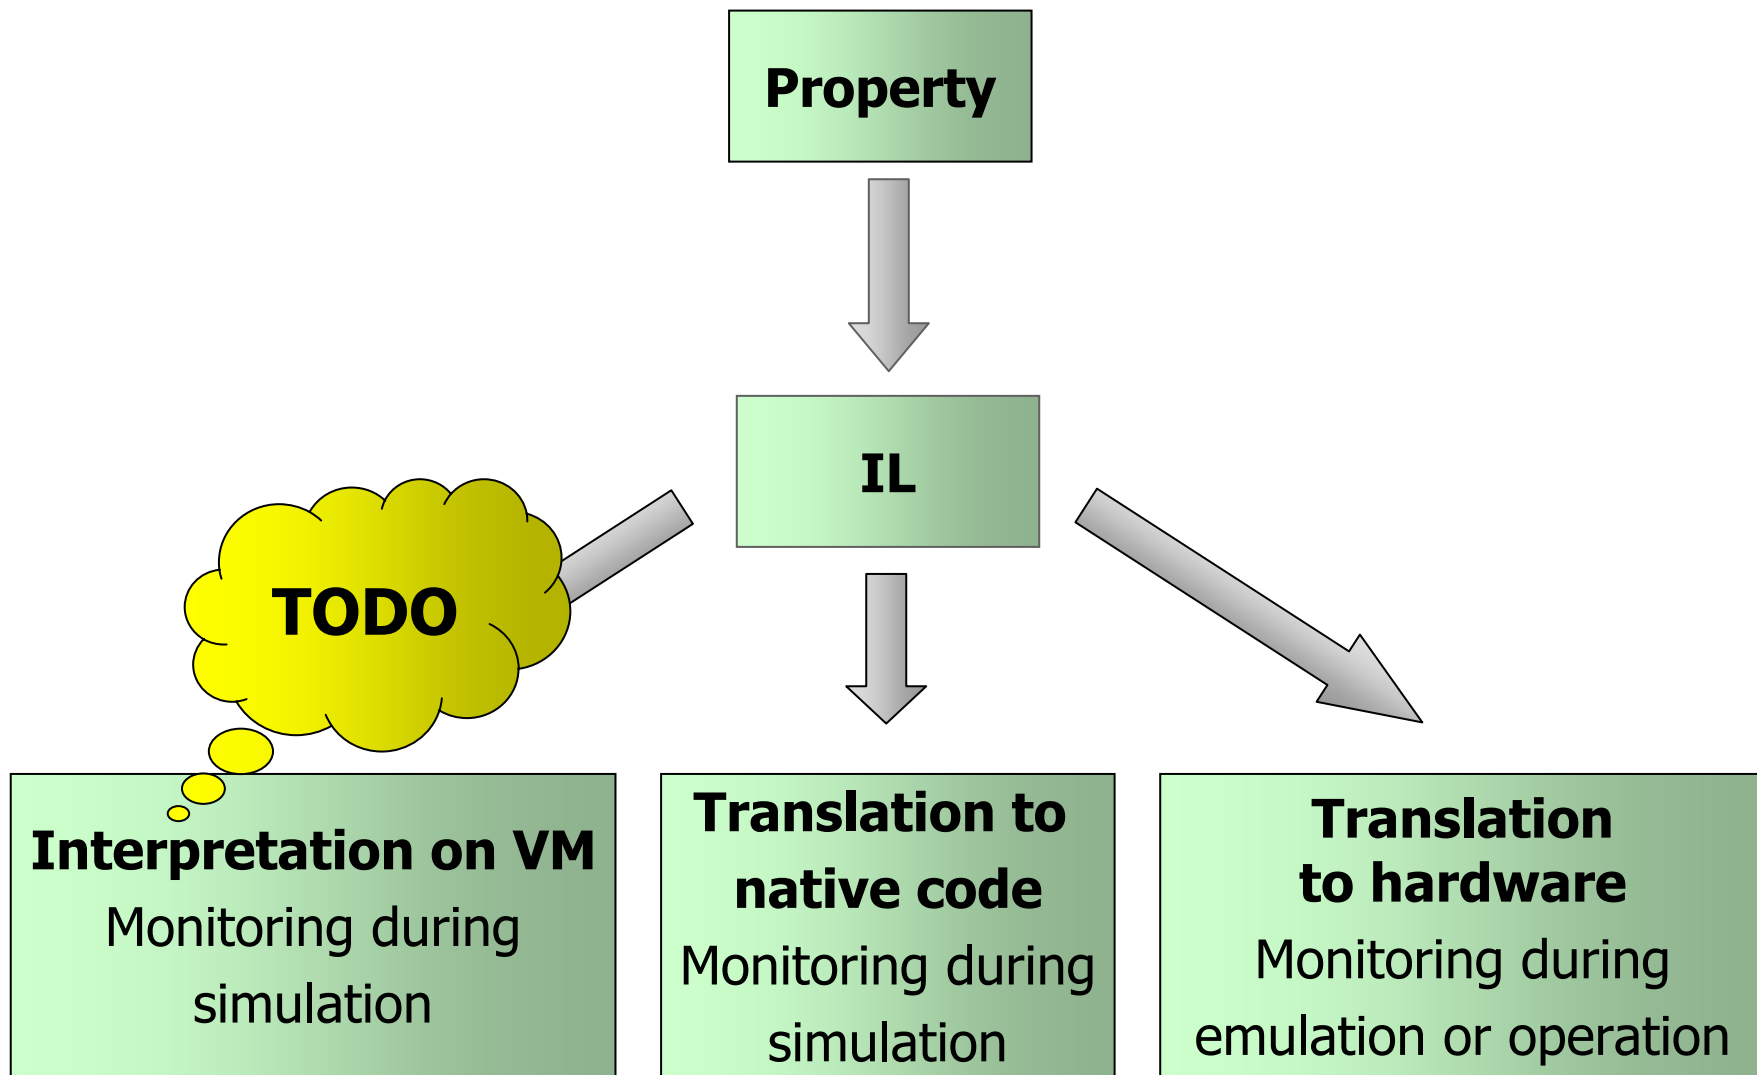 Property
IL
TODO
Interpretation on VM
Monitoring during
simulation
Translation to
native code
Monitoring during
simulation
Translation
to hardware
Monitoring during
emulation or operation